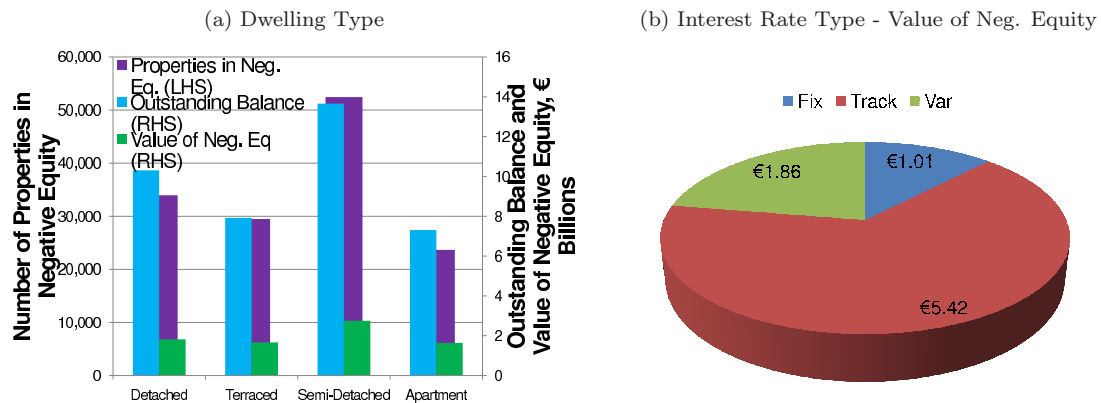 (a) Dwelling Type
60,000
50,000
40,000
30,000
20,000
10,000
0
Number of Properties in
Negative Equity
Properties in Neg.
Eq. (LHS)
Outstanding Balance
(RHS)
Value of Neg. Eq
(RHS)
16
14
12
10
8
6
4
2
0
Outstanding Balance and
Value of Negative Equity, €
Billions
Detached
Terraced
Semi-Detached
Apartment
(b) Interest Rate Type - Value of Neg. Equity
Fix Track Var
€1.01
€1.86
€5.42